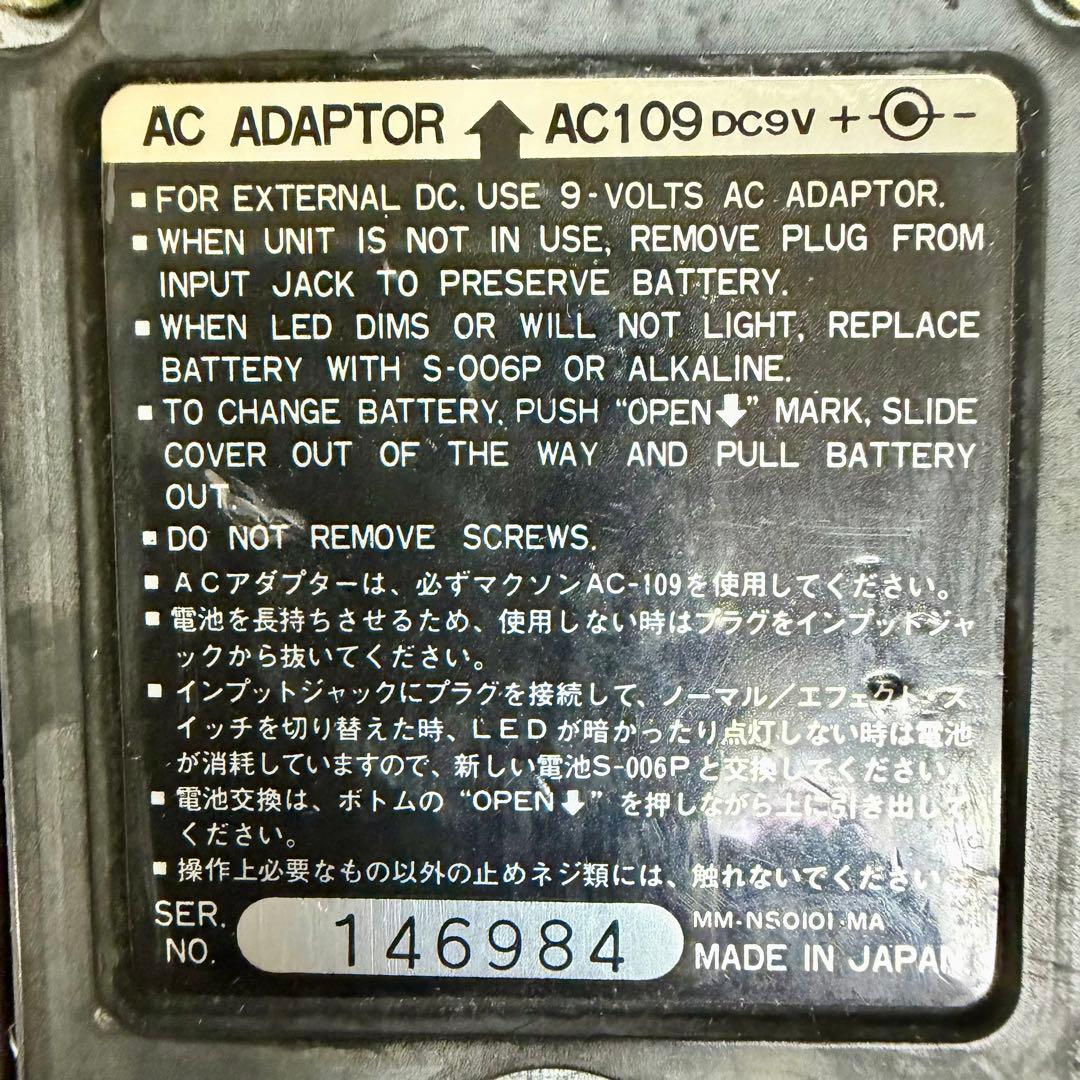 AC ADAPTOR ⬆ AC109 DC9V + -
▪ FOR EXTERNAL DC. USE 9-VOLTS AC ADAPTOR.
▪ WHEN UNIT IS NOT IN USE, REMOVE PLUG FROM
INPUT JACK TO PRESERVE BATTERY.
▪ WHEN LED DIMS OR WILL NOT LIGHT, REPLACE
BATTERY WITH S-006P OR ALKALINE.
▪ TO CHANGE BATTERY, PUSH “OPEN⬇” MARK, SLIDE
COVER OUT OF THE WAY AND PULL BATTERY
OUT.
▪ DO NOT REMOVE SCREWS.
▪ ACアダプターは、必ずマクソンAC-109を使用してください。
▪ 電池を長持ちさせるため、使用しない時はプラグをインプットジャ
ックから抜いてください。
▪ インプットジャックにプラグを接続して、ノーマル/エフェクト・ス
イッチを切り替えた時、LEDが暗かったり点灯しない時は電池
が消耗していますので、新しい電池S-006Pと交換してください。
▪ 電池交換は、ボトムの“OPEN⬇”を押しながら上に引き出して
ください。
▪ 操作上必要なもの以外の止めネジ類には、触れないでください。
SER. NO. 146984
MM-NS0101-MA
MADE IN JAPAN